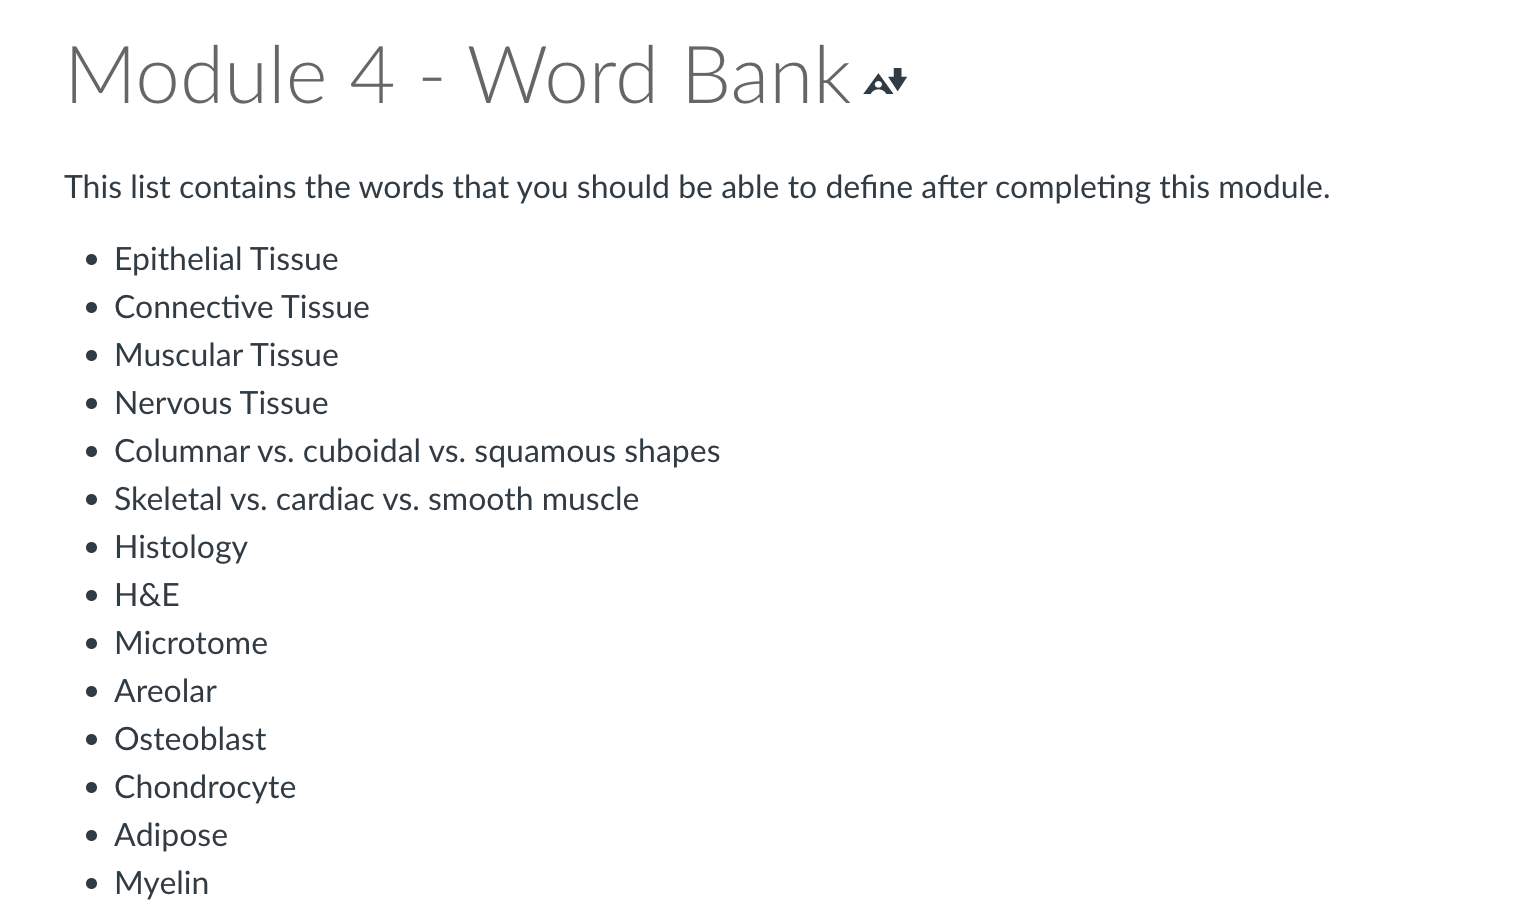 Module 4 - Word Bank
This list contains the words that you should be able to define after completing this module.
• Epithelial Tissue
• Connective Tissue
• Muscular Tissue
• Nervous Tissue
• Columnar vs. cuboidal vs. squamous shapes
• Skeletal vs. cardiac vs. smooth muscle
• Histology
• H&E
• Microtome
• Areolar
• Osteoblast
• Chondrocyte
• Adipose
• Myelin